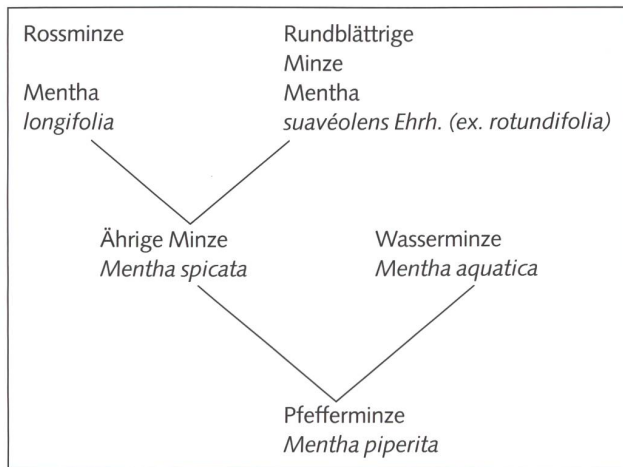 Rossminze
Mentha
longifolia
Rundblättrige
Minze
Mentha
suavéolens Ehrh. (ex. rotundifolia)
Ährige Minze
Mentha spicata
Wasserminze
Mentha aquatica
Pfefferminze
Mentha piperita